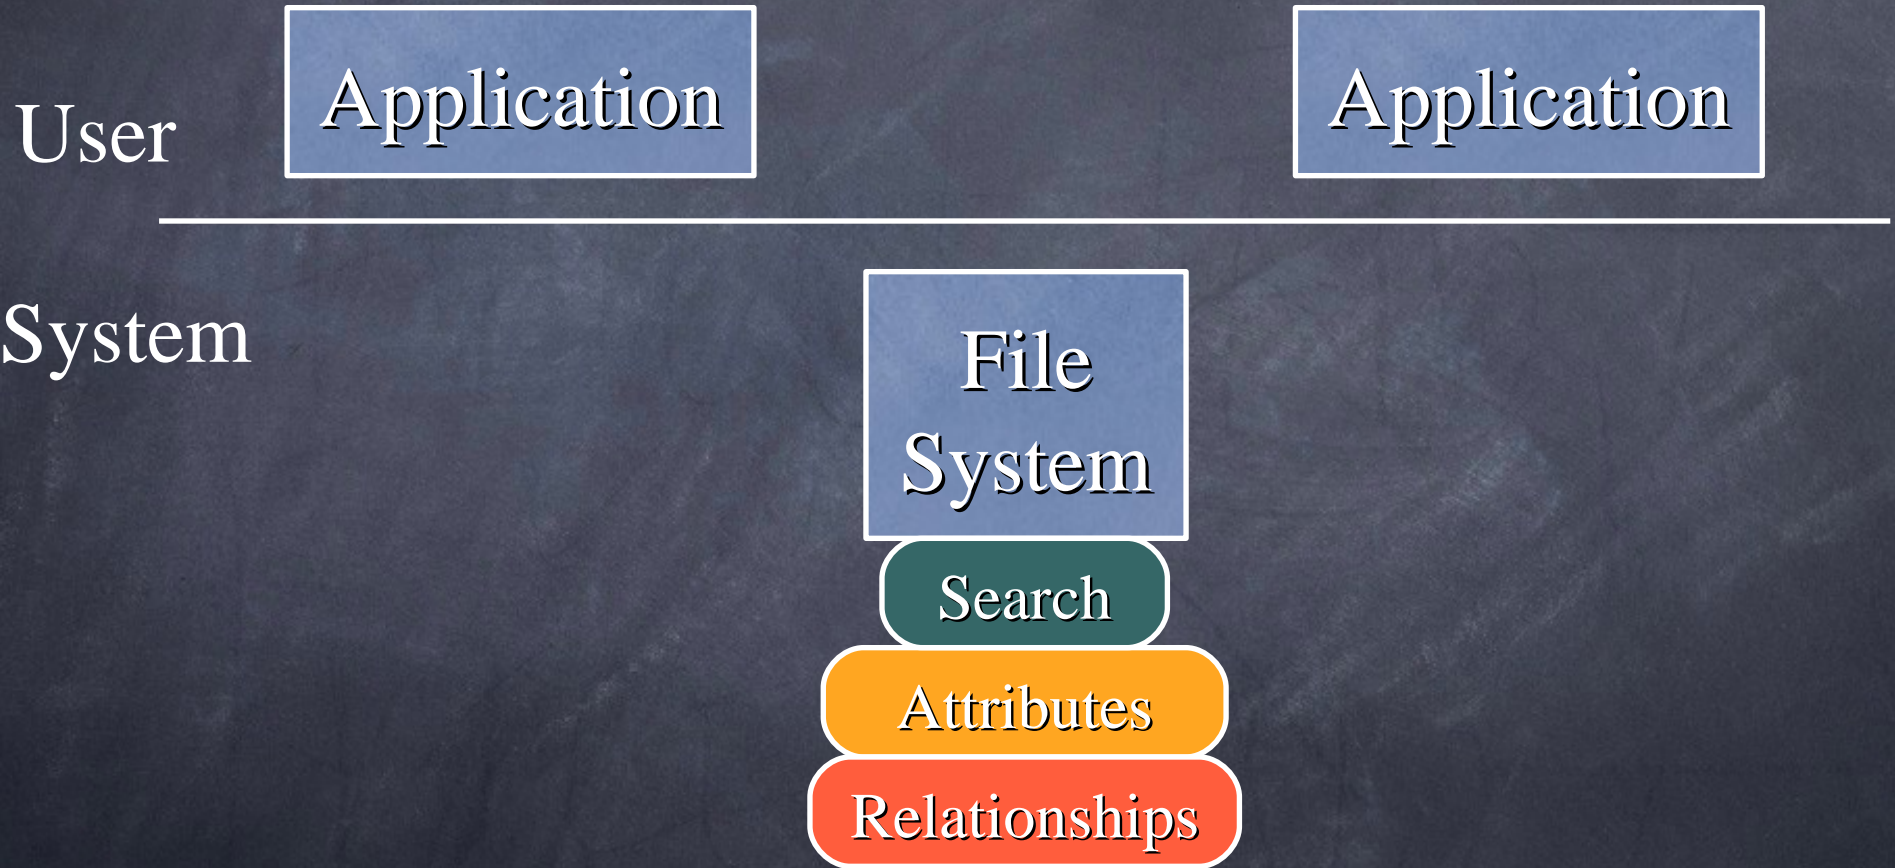 Application
Application
User
System
File
System
Search
Attributes
Relationships